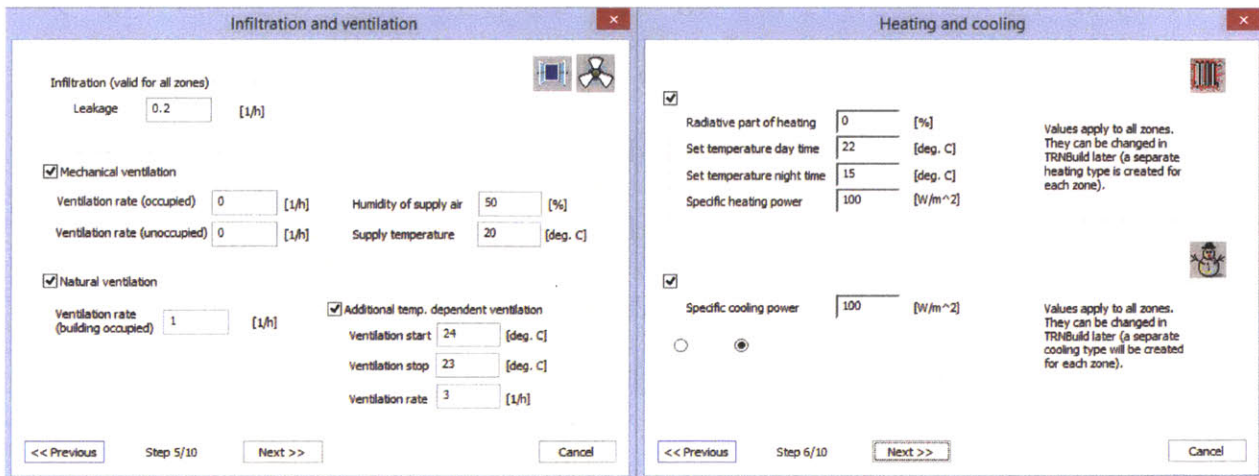 Infiltration and ventilation
Infiltration (valid for all zones)
Leakage 0.2 [1/h]
Mechanical ventilation
Ventilation rate (occupied) 0 [1/h] Humidity of supply air 50 [%]
Ventilation rate (unoccupied) 0 [1/h] Supply temperature 20 [deg. C]
Natural ventilation
Ventilation rate
(building occupied) 1 [1/h]
Additional temp. dependent ventilation
Ventilation start 24 [deg. C]
Ventilation stop 23 [deg. C]
Ventilation rate 3 [1/h]
<< Previous Step 5/10 Next >> Cancel
Heating and cooling
Radiative part of heating 0 [%]
Set temperature day time 22 [deg. C]
Set temperature night time 15 [deg. C]
Specific heating power 100 [W/m^2]
Values apply to all zones.
They can be changed in
TRNBuild later (a separate
heating type is created for
each zone).
Specific cooling power 100 [W/m^2]
Values apply to all zones.
They can be changed in
TRNBuild later (a separate
cooling type will be created
for each zone).
<< Previous Step 6/10 Next >> Cancel